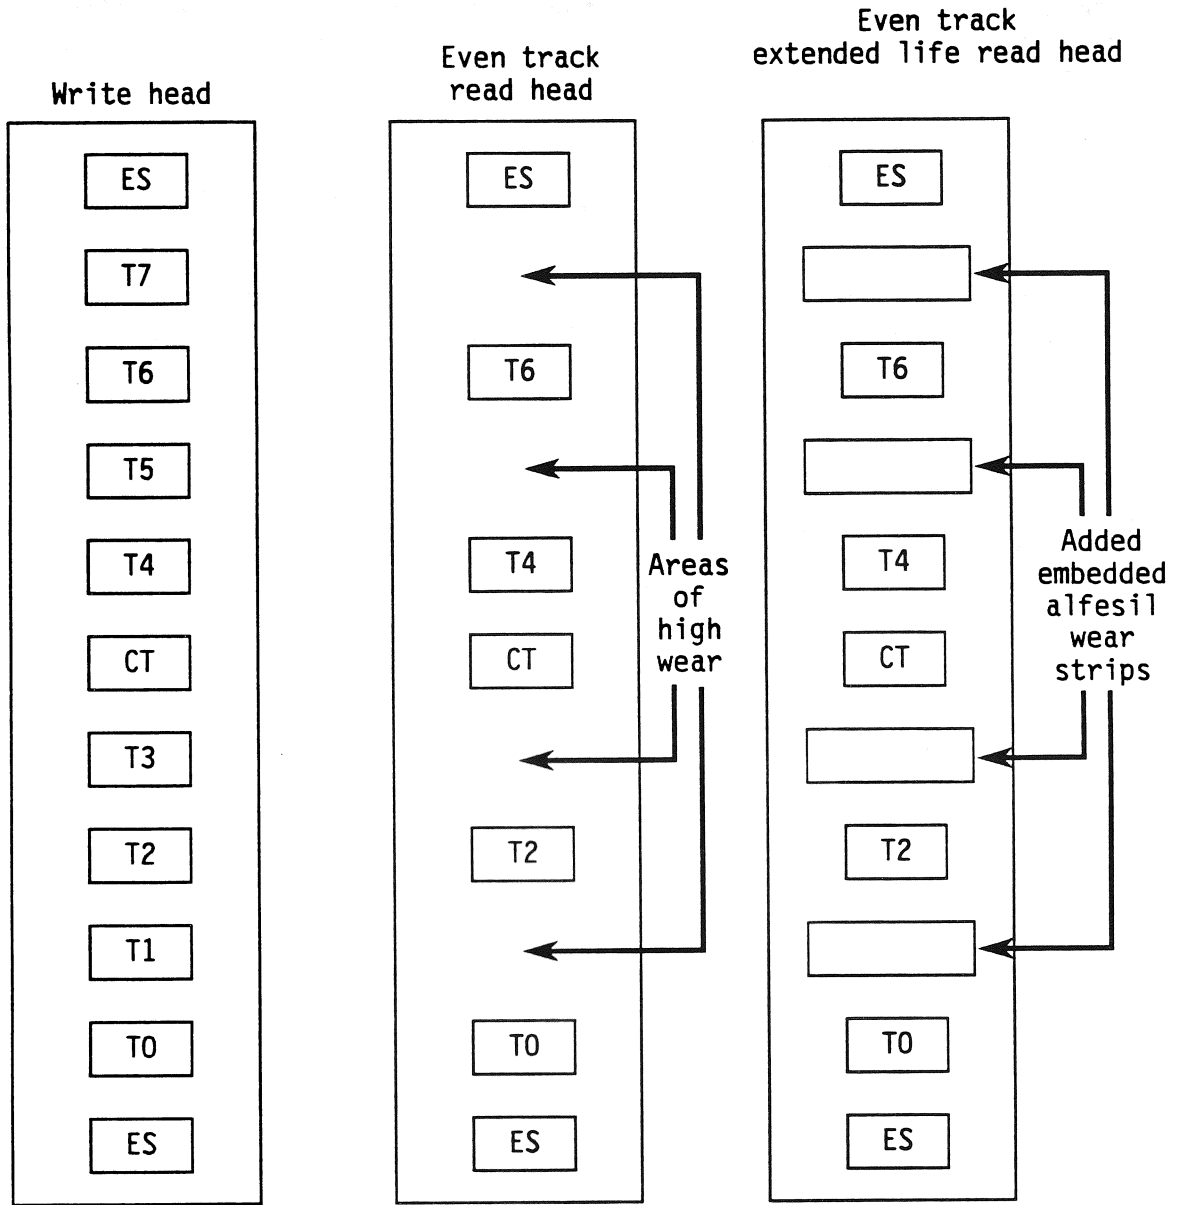 Write head
ES
T7
T6
T5
T4
CT
T3
T2
T1
T0
ES
Even track
read head
ES
T6
T4
CT
T2
T0
ES
Areas
of
high
wear
Even track
extended life read head
ES
T6
T4
CT
T2
T0
ES
Added
embedded
alfesil
wear
strips